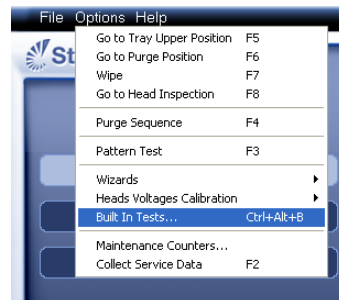 File Options Help
St
Go to Tray Upper Position F5
Go to Purge Position F6
Wipe F7
Go to Head Inspection F8
Purge Sequence F4
Pattern Test F3
Wizards
Heads Voltages Calibration
Built In Tests... Ctrl+Alt+B
Maintenance Counters...
Collect Service Data F2